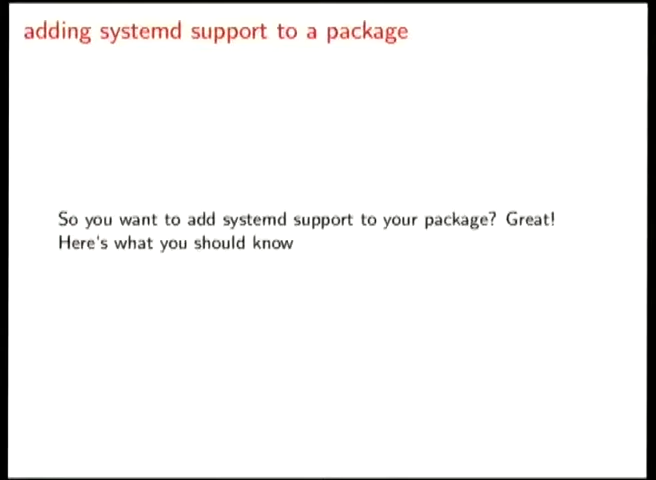 adding systemd support to a package
So you want to add systemd support to your package? Great!
Here's what you should know